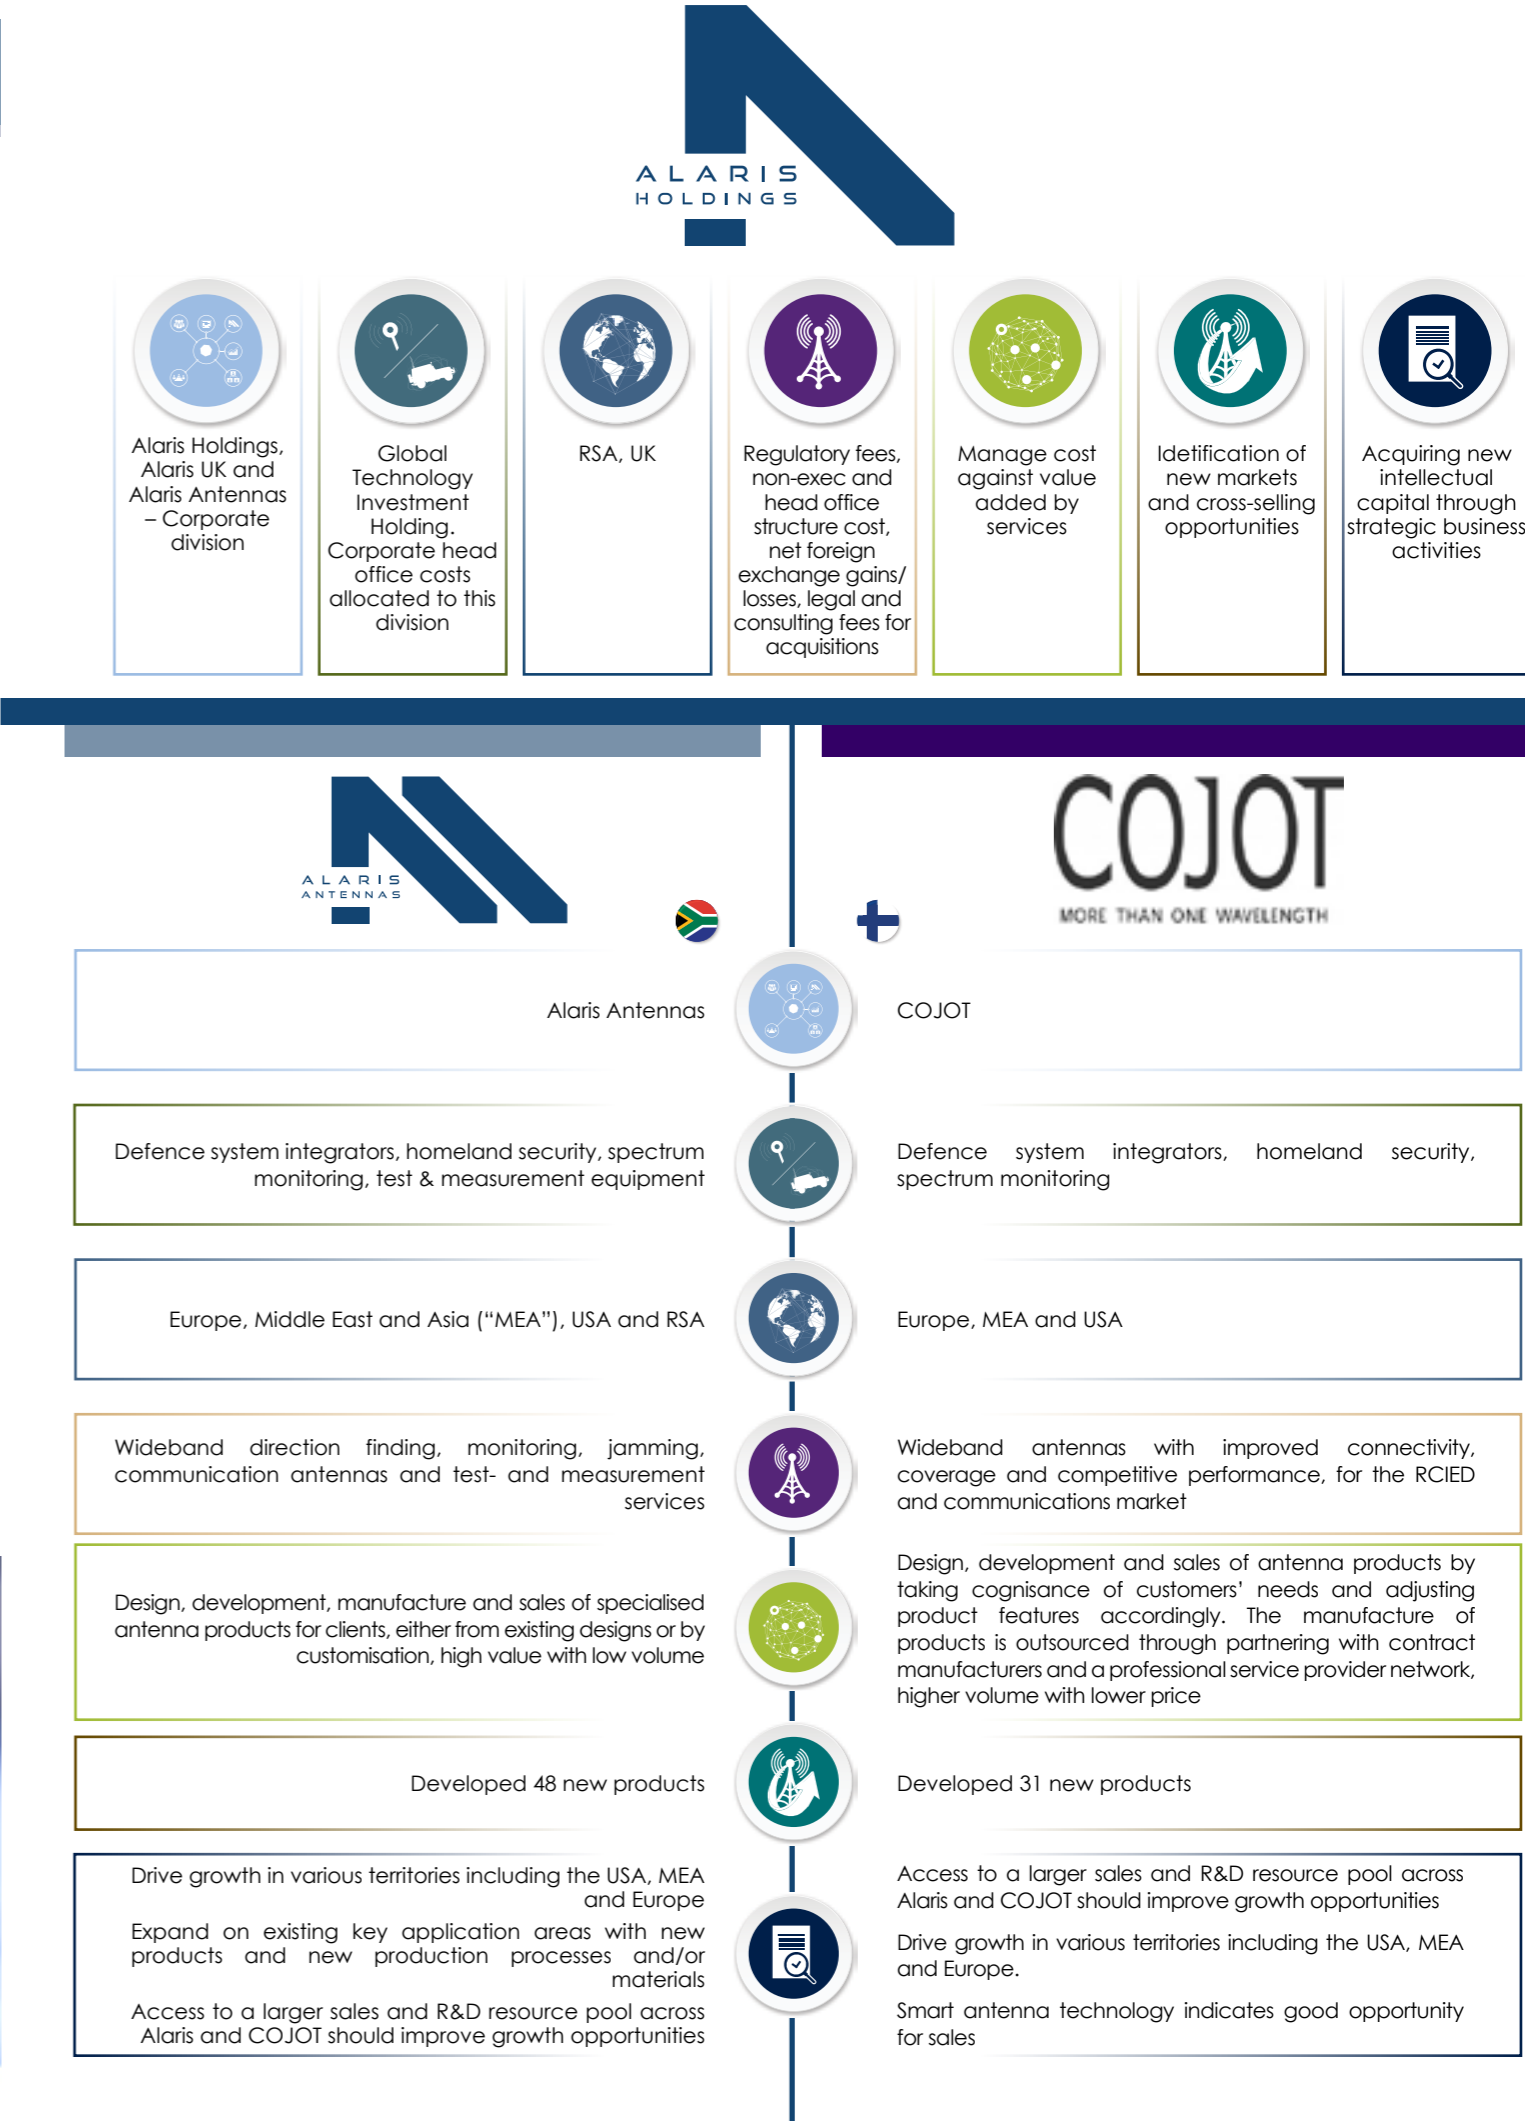 ALARIS
HOLDINGS
Alaris Holdings,
Alaris UK and
Alaris Antennas
– Corporate
division
Global
Technology
Investment
Holding.
Corporate head
office costs
allocated to this
division
RSA, UK
Regulatory fees,
non-exec and
head office
structure cost,
net foreign
exchange gains/
losses, legal and
consulting fees for
acquisitions
Manage cost
against value
added by
services
Idetification of
new markets
and cross-selling
opportunities
Acquiring new
intellectual
capital through
strategic business
activities
ALARIS
ANTENNAS
COJOT
MORE THAN ONE WAVELENGTH
Alaris Antennas
COJOT
Defence system integrators, homeland security, spectrum
monitoring, test & measurement equipment
Defence system integrators, homeland security,
spectrum monitoring
Europe, Middle East and Asia (“MEA”), USA and RSA
Europe, MEA and USA
Wideband direction finding, monitoring, jamming,
communication antennas and test- and measurement
services
Wideband antennas with improved connectivity,
coverage and competitive performance, for the RCIED
and communications market
Design, development, manufacture and sales of specialised
antenna products for clients, either from existing designs or by
customisation, high value with low volume
Design, development and sales of antenna products by
taking cognisance of customers’ needs and adjusting
product features accordingly. The manufacture of
products is outsourced through partnering with contract
manufacturers and a professional service provider network,
higher volume with lower price
Developed 48 new products
Developed 31 new products
Drive growth in various territories including the USA, MEA
and Europe
Expand on existing key application areas with new
products and new production processes and/or
materials
Access to a larger sales and R&D resource pool across
Alaris and COJOT should improve growth opportunities
Access to a larger sales and R&D resource pool across
Alaris and COJOT should improve growth opportunities
Drive growth in various territories including the USA, MEA
and Europe.
Smart antenna technology indicates good opportunity
for sales